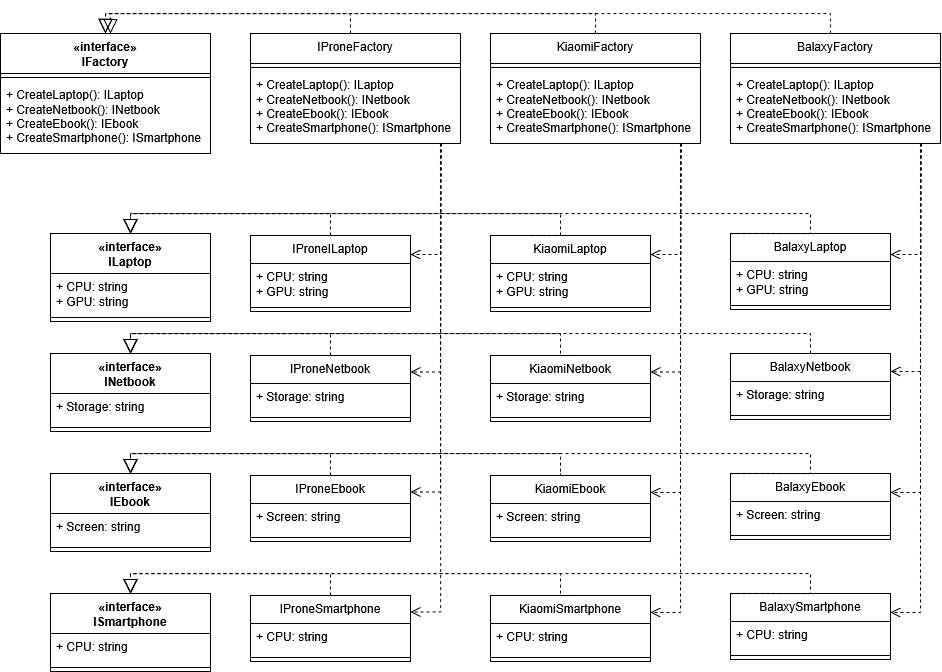 «interface»
IFactory
+ CreateLaptop(): ILaptop
+ CreateNetbook(): INetbook
+ CreateEbook(): IEbook
+ CreateSmartphone(): ISmartphone
IProneFactory
+ CreateLaptop(): ILaptop
+ CreateNetbook(): INetbook
+ CreateEbook(): IEbook
+ CreateSmartphone(): ISmartphone
KiaomiFactory
+ CreateLaptop(): ILaptop
+ CreateNetbook(): INetbook
+ CreateEbook(): IEbook
+ CreateSmartphone(): ISmartphone
BalaxyFactory
+ CreateLaptop(): ILaptop
+ CreateNetbook(): INetbook
+ CreateEbook(): IEbook
+ CreateSmartphone(): ISmartphone
«interface»
ILaptop
+ CPU: string
+ GPU: string
IProneILaptop
+ CPU: string
+ GPU: string
KiaomiLaptop
+ CPU: string
+ GPU: string
BalaxyLaptop
+ CPU: string
+ GPU: string
«interface»
INetbook
+ Storage: string
IProneNetbook
+ Storage: string
KiaomiNetbook
+ Storage: string
BalaxyNetbook
+ Storage: string
«interface»
IEbook
+ Screen: string
IProneEbook
+ Screen: string
KiaomiEbook
+ Screen: string
BalaxyEbook
+ Screen: string
«interface»
ISmartphone
+ CPU: string
IProneSmartphone
+ CPU: string
KiaomiSmartphone
+ CPU: string
BalaxySmartphone
+ CPU: string